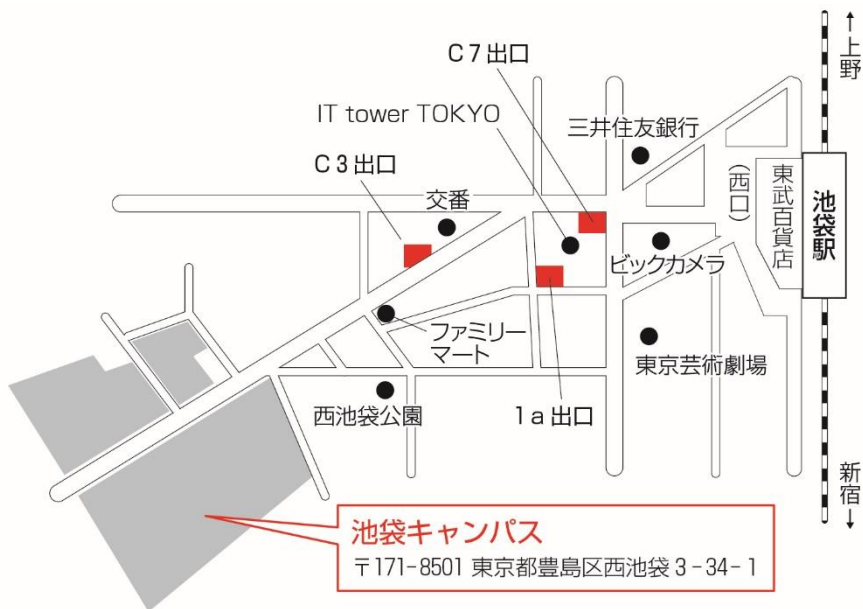 ↑上野
C7出口
IT tower TOKYO
三井住友銀行
C3出口
交番
(西口)
東武百貨店
池袋駅
ビックカメラ
ファミリー
マート
東京芸術劇場
西池袋公園
1a出口
新宿↓
池袋キャンパス
〒171-8501 東京都豊島区西池袋3-34-1